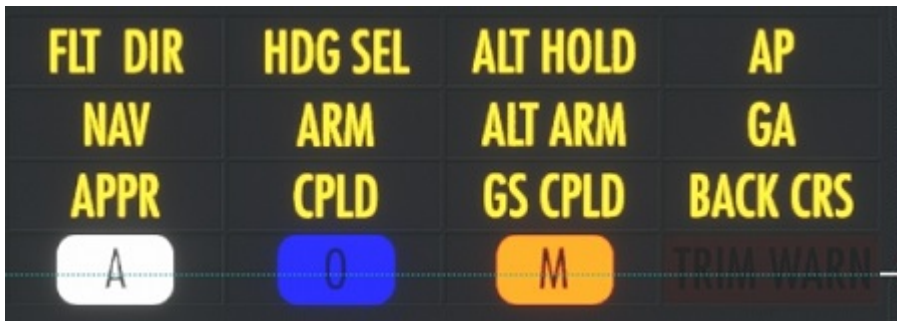 FLT DIR HDG SEL ALT HOLD AP
NAV ARM ALT ARM GA
APPR CPLD GS CPLD BACK CRS
A O M TRIM WARN